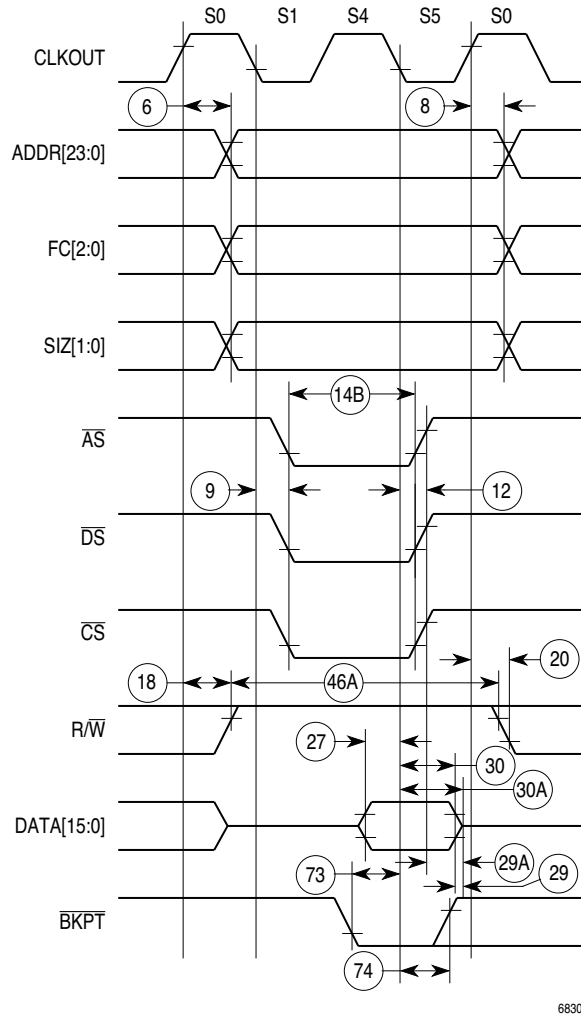 S0 S1 S4 S5 S0
CLKOUT
6 8
ADDR[23:0]
FC[2:0]
SIZ[1:0]
14B
AS
9 12
DS
CS
20
18 46A
R/W
27 30
30A
DATA[15:0]
29A
73 29
BKPT
74
6830